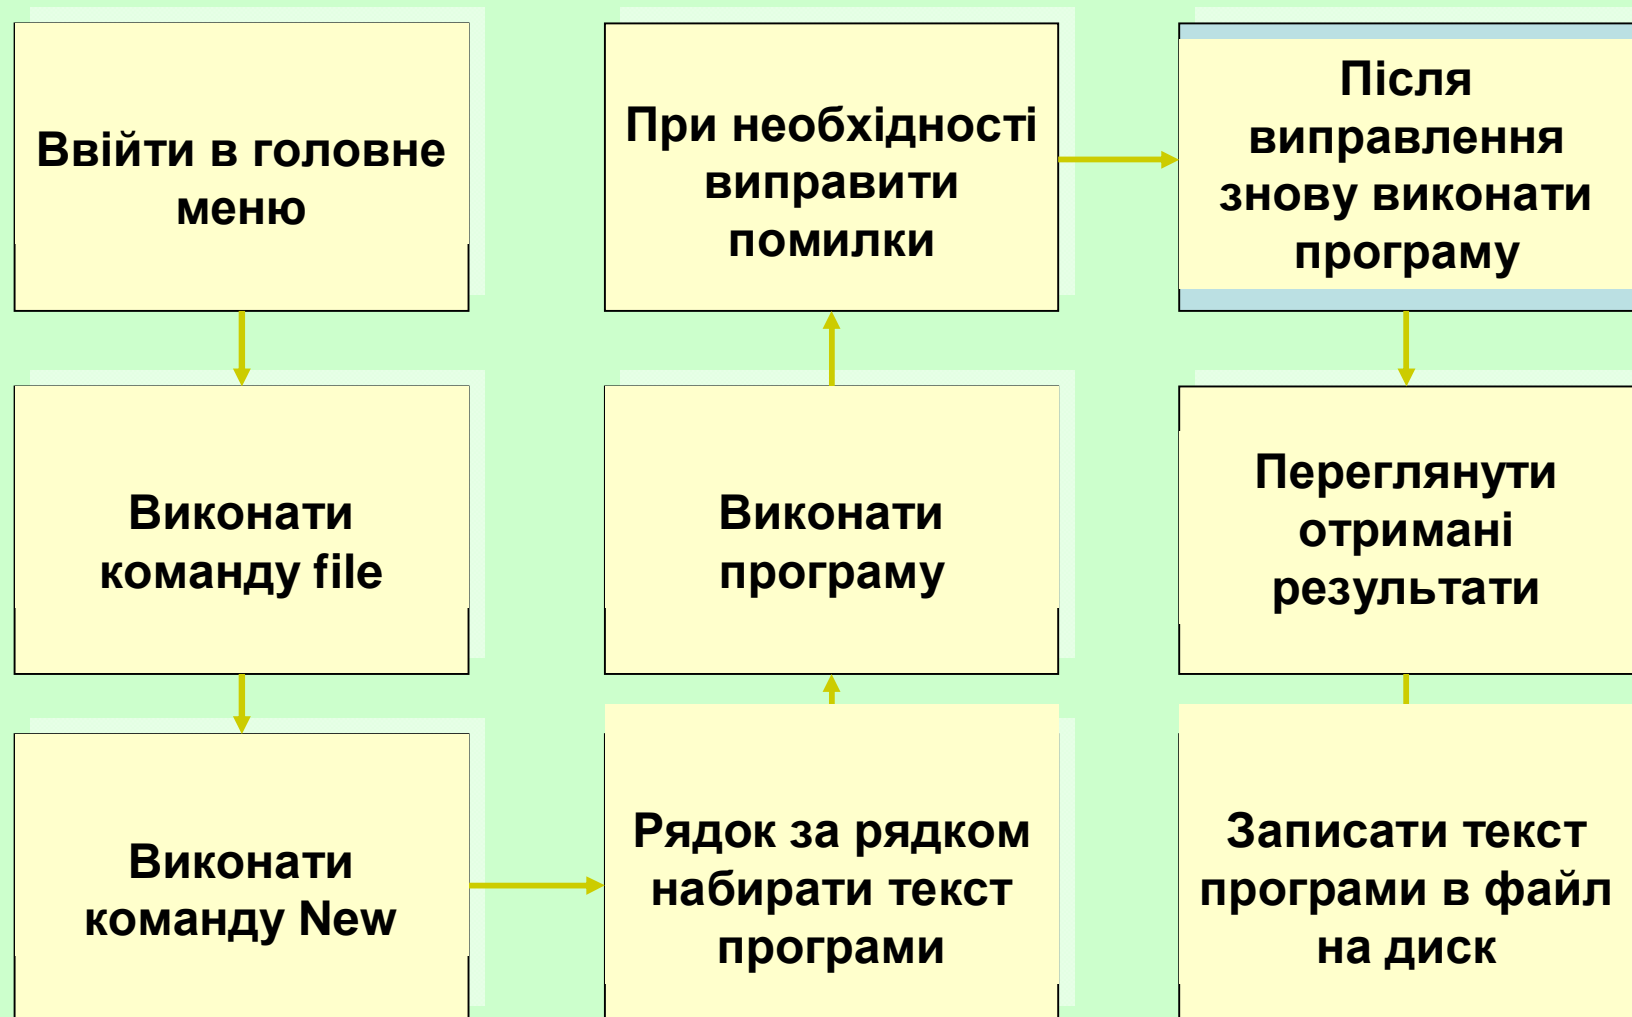 Ввійти в головне
меню
Виконати
команду file
Виконати
команду New
Рядок за рядком
набирати текст
програми
Виконати
програму
При необхідності
виправити
помилки
Після
виправлення
знову виконати
програму
Переглянути
отримані
результати
Записати текст
програми в файл
на диск